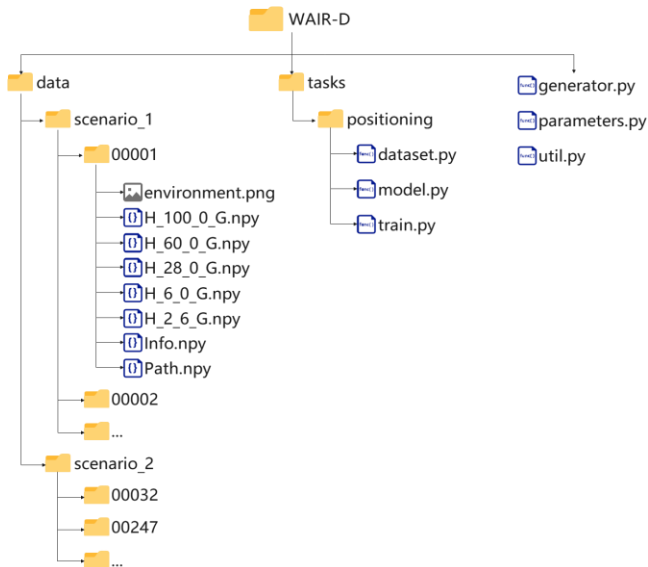 WAIR-D
data
scenario_1
00001
environment.png
H_100_0_G.npy
H_60_0_G.npy
H_28_0_G.npy
H_6_0_G.npy
H_2_6_G.npy
Info.npy
Path.npy
00002
...
scenario_2
00032
00247
...
tasks
positioning
dataset.py
model.py
train.py
generator.py
parameters.py
util.py